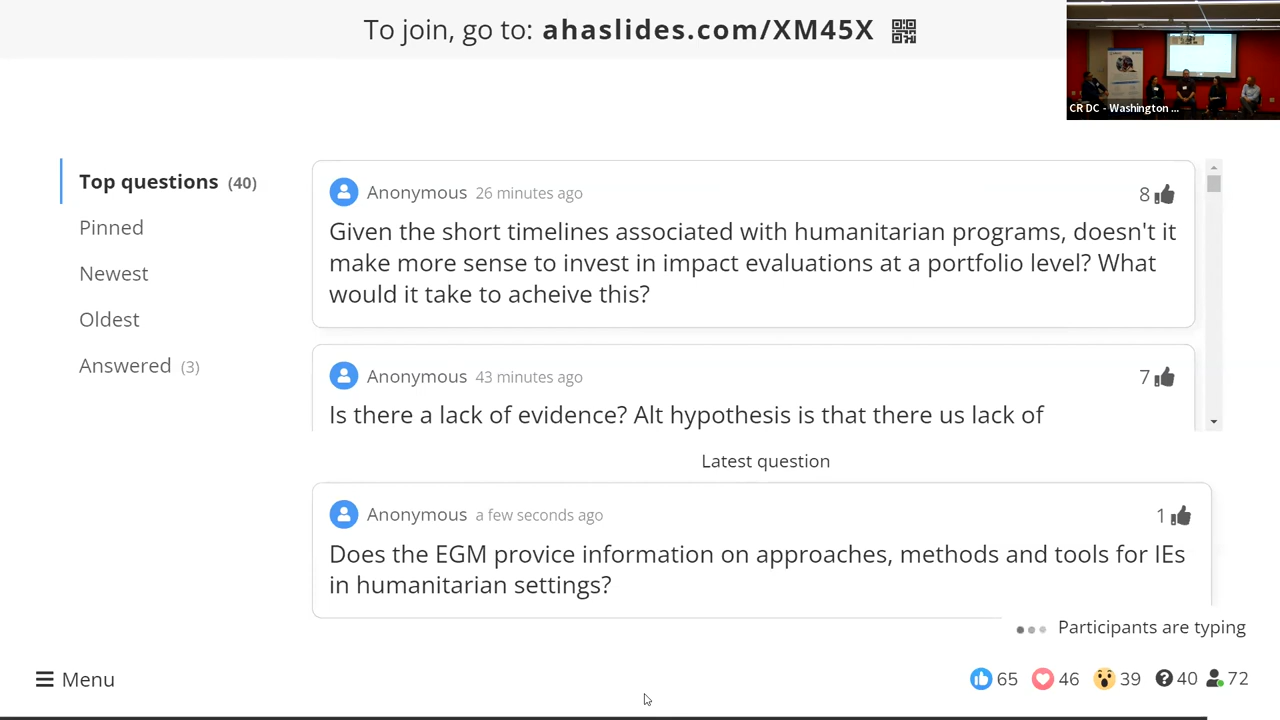 To join, go to: ahaslides.com/XM45X
CR DC - Washington ...
Top questions (40)
Pinned
Newest
Oldest
Answered (3)
Anonymous 26 minutes ago
8
Given the short timelines associated with humanitarian programs, doesn't it
make more sense to invest in impact evaluations at a portfolio level? What
would it take to acheive this?
Anonymous 43 minutes ago
7
Is there a lack of evidence? Alt hypothesis is that there us lack of
Latest question
Anonymous a few seconds ago
1
Does the EGM provice information on approaches, methods and tools for IEs
in humanitarian settings?
Participants are typing
Menu
65 46 39 40 72